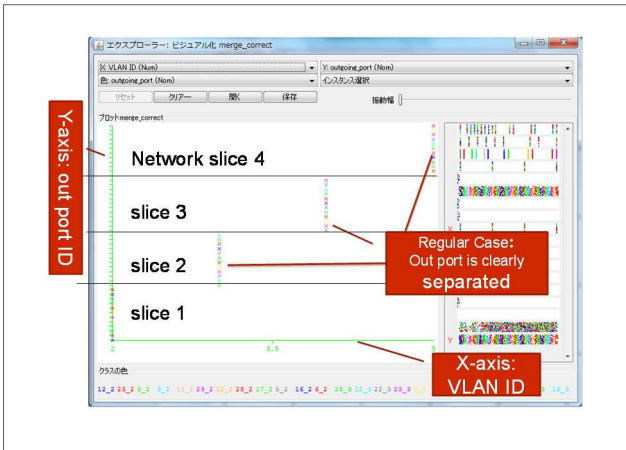 エクスプローラー: ビジュアル化 merge_correct
X: VLAN ID (Num)
Y: outgoing_port (Nom)
色: outgoing_port (Nom)
インスタンス選択
リセット
クリアー
開く
保存
振動幅
プロット:merge_correct
Y-axis: out port ID
Network slice 4
slice 3
slice 2
slice 1
Regular Case:
Out port is clearly
separated
X
Y
2
3.5
X-axis:
VLAN ID
クラスの色